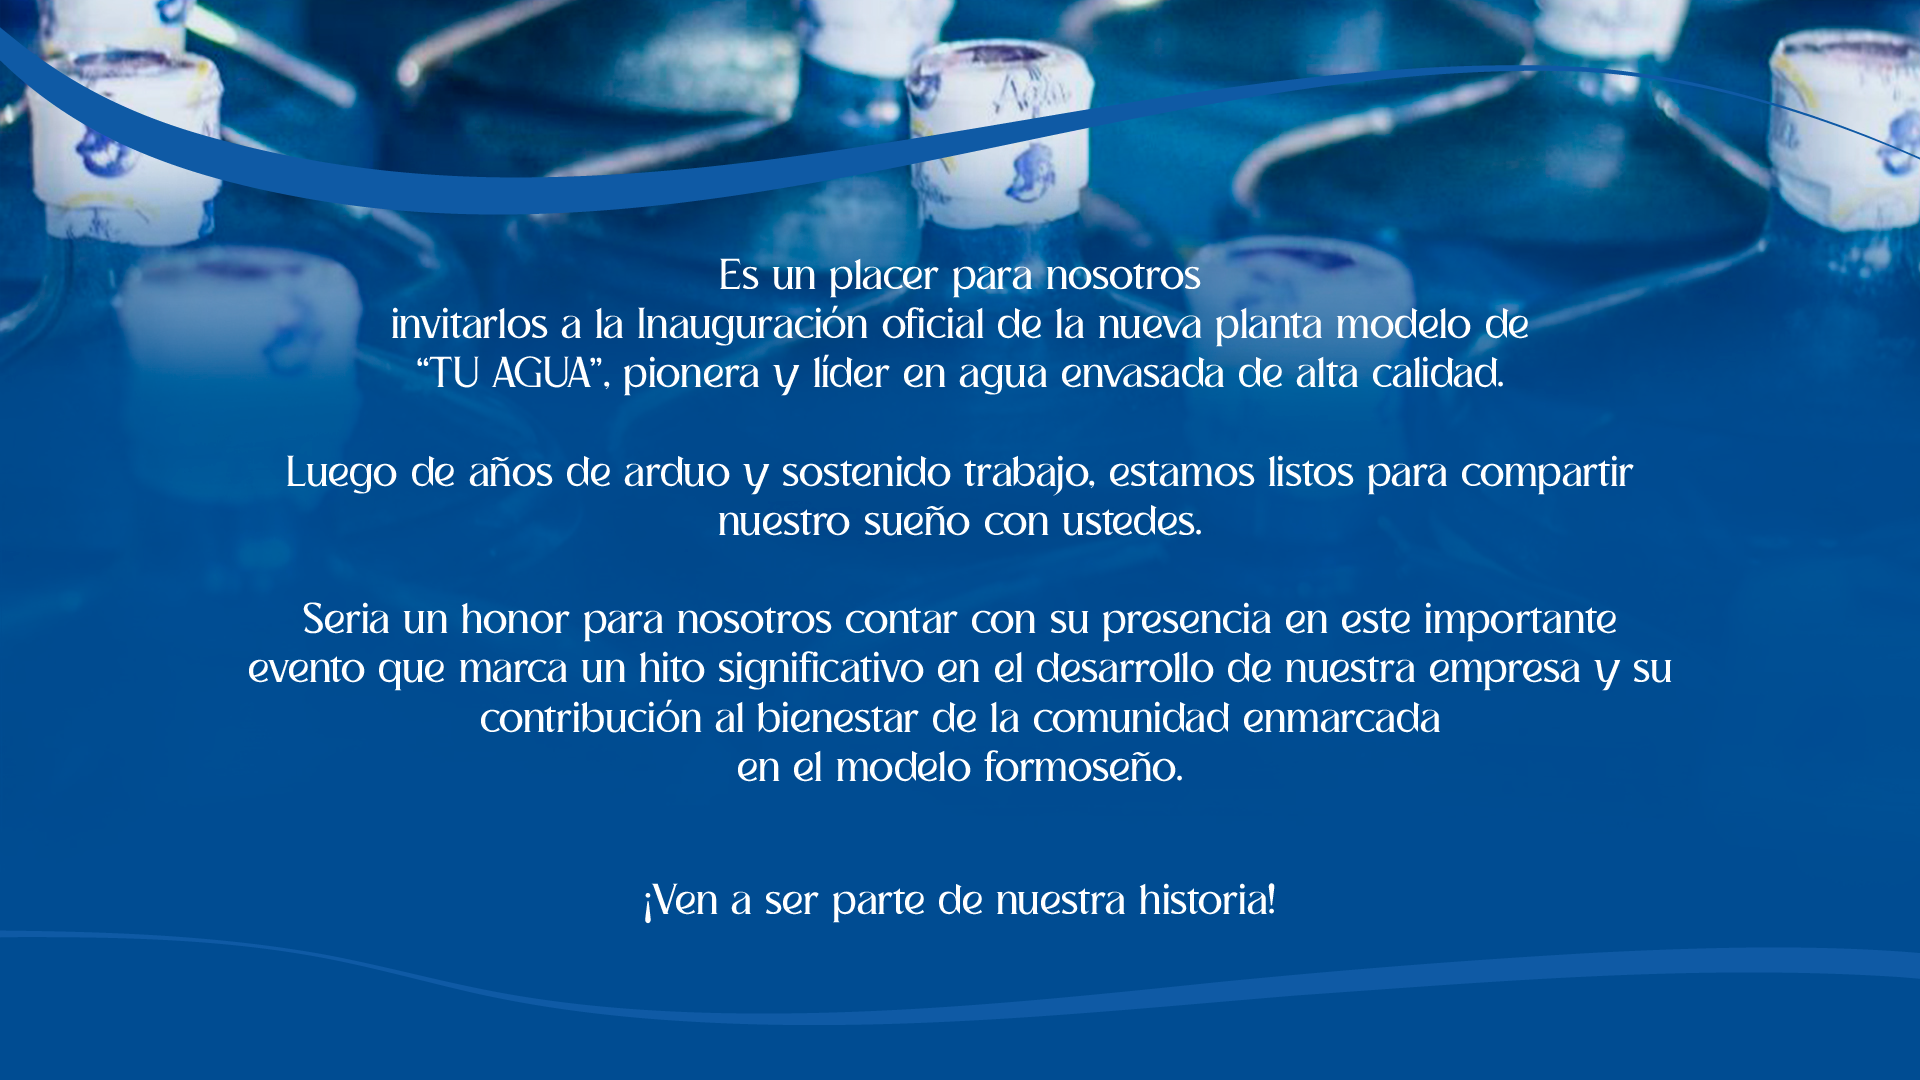 Es un placer para nosotros
invitarlos a la Inauguración oficial de la nueva planta modelo de
“TU AGUA”, pionera y líder en agua envasada de alta calidad.
Luego de años de arduo y sostenido trabajo, estamos listos para compartir
nuestro sueño con ustedes.
Seria un honor para nosotros contar con su presencia en este importante
evento que marca un hito significativo en el desarrollo de nuestra empresa y su
contribución al bienestar de la comunidad enmarcada
en el modelo formoseño.
¡Ven a ser parte de nuestra historia!